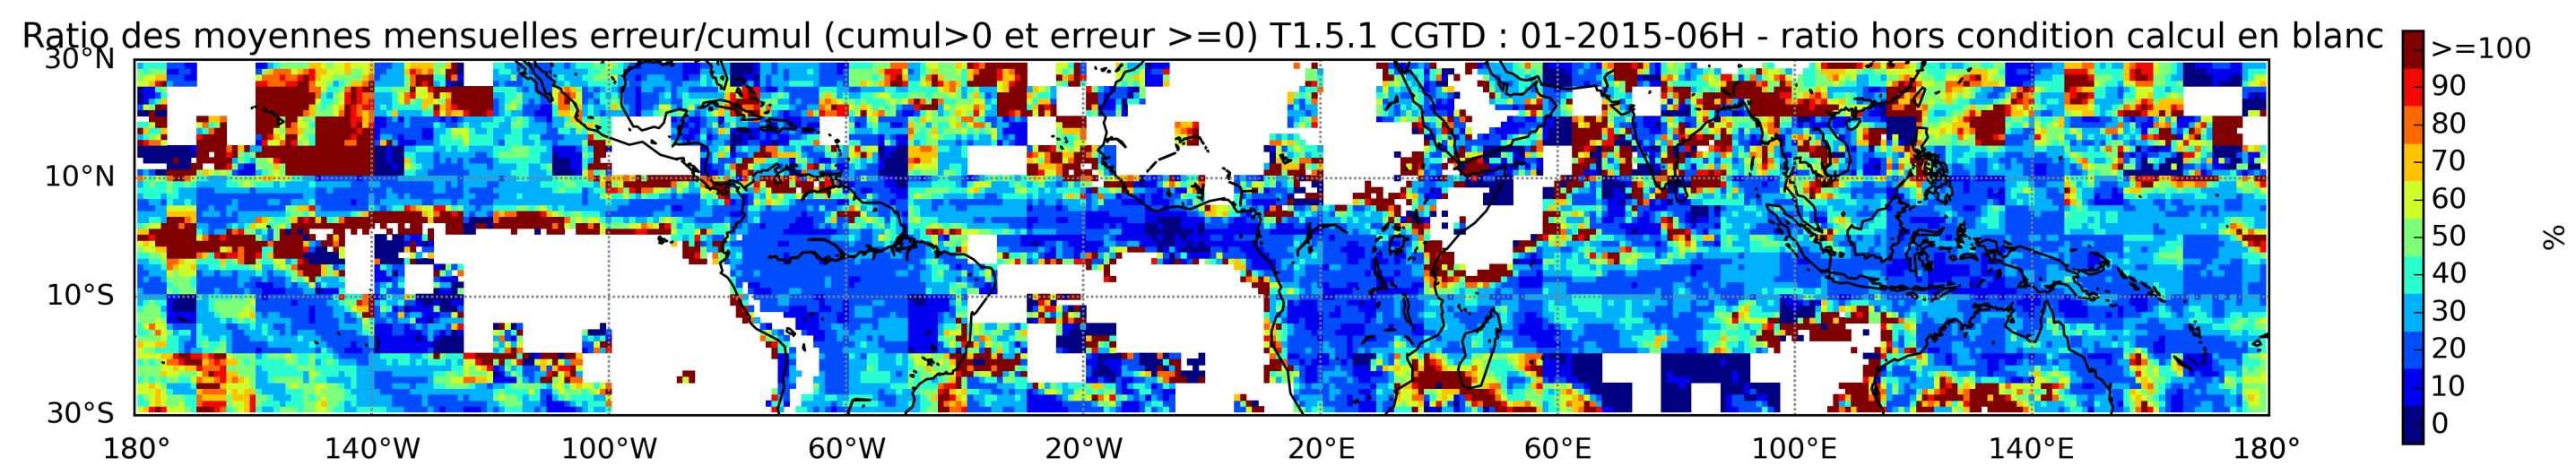 Ratio des moyennes mensuelles erreur/cumul (cumul>0 et erreur >=0) T1.5.1 CGTD : 01-2015-06H - ratio hors condition calcul en blanc
30°N
10°N
10°S
30°S
180° 140°W 100°W 60°W 20°W 20°E 60°E 100°E 140°E 180°
>=100
90
80
70
60
50
40
30
20
10
0
%